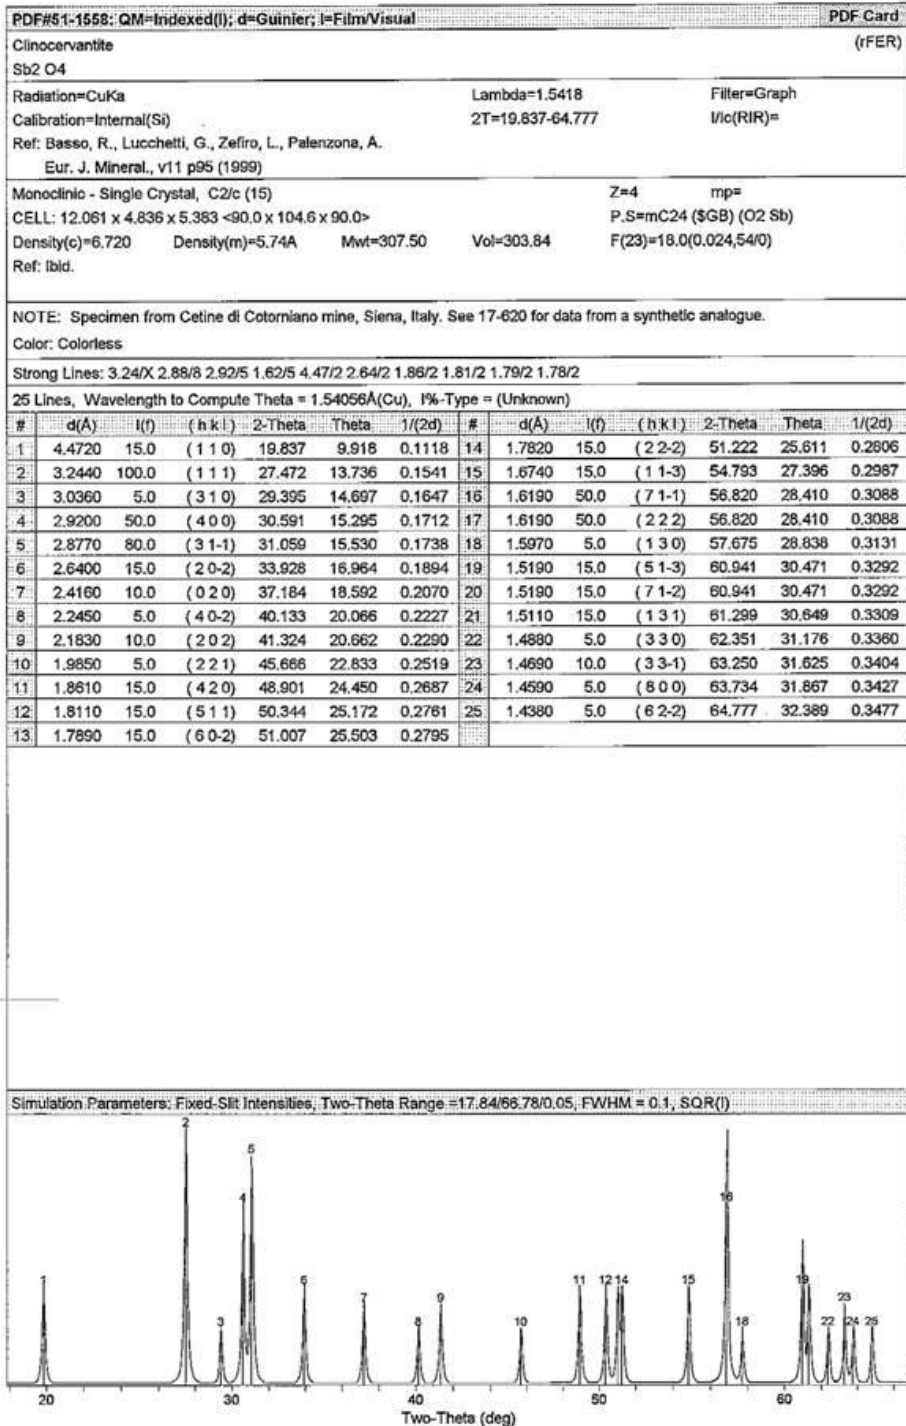 PDF#51-1558: QM=Indexed(I); d=Guinier; I=Film/Visual PDF Card
Clinocervantite (rFER)
Sb2 O4
Radiation=CuKa Lambda=1.5418 Filter=Graph
Calibration=Internal(Si) 2T=19.837-64.777 I/Ic(RIR)=
Ref: Basso, R., Lucchetti, G., Zefiro, L., Palenzona, A.
Eur. J. Mineral., v11 p95 (1999)
Monoclinic - Single Crystal, C2/c (15) Z=4 mp=
CELL: 12.061 x 4.836 x 5.383 <90.0 x 104.6 x 90.0> P.S=mC24 ($GB) (O2 Sb)
Density(c)=6.720 Density(m)=5.74A Mwt=307.50 Vol=303.84 F(23)=18.0(0.024,54/0)
Ref: Ibid.
NOTE: Specimen from Cetine di Cotorniano mine, Siena, Italy. See 17-620 for data from a synthetic analogue.
Color: Colorless
Strong Lines: 3.24/X 2.88/8 2.92/5 1.62/5 4.47/2 2.64/2 1.86/2 1.81/2 1.79/2 1.78/2
25 Lines, Wavelength to Compute Theta = 1.54056Å(Cu), I%-Type = (Unknown)
# d(Å) I(f) (h k l) 2-Theta Theta 1/(2d) # d(Å) I(f) (h k l) 2-Theta Theta 1/(2d)
1 4.4720 15.0 (1 1 0) 19.837 9.918 0.1118 14 1.7820 15.0 (2 2-2) 51.222 25.611 0.2806
2 3.2440 100.0 (1 1 1) 27.472 13.736 0.1541 15 1.6740 15.0 (1 1-3) 54.793 27.396 0.2987
3 3.0360 5.0 (3 1 0) 29.395 14.697 0.1647 16 1.6190 50.0 (7 1-1) 56.820 28.410 0.3088
4 2.9200 50.0 (4 0 0) 30.591 15.295 0.1712 17 1.6190 50.0 (2 2 2) 56.820 28.410 0.3088
5 2.8770 80.0 (3 1-1) 31.059 15.530 0.1738 18 1.5970 5.0 (1 3 0) 57.675 28.838 0.3131
6 2.6400 15.0 (2 0-2) 33.928 16.964 0.1894 19 1.5190 15.0 (5 1-3) 60.941 30.471 0.3292
7 2.4160 10.0 (0 2 0) 37.184 18.592 0.2070 20 1.5190 15.0 (7 1-2) 60.941 30.471 0.3292
8 2.2450 5.0 (4 0-2) 40.133 20.066 0.2227 21 1.5110 15.0 (1 3 1) 61.299 30.649 0.3309
9 2.1830 10.0 (2 0 2) 41.324 20.662 0.2290 22 1.4880 5.0 (3 3 0) 62.351 31.176 0.3360
10 1.9850 5.0 (2 2 1) 45.666 22.833 0.2519 23 1.4690 10.0 (3 3-1) 63.250 31.625 0.3404
11 1.8610 15.0 (4 2 0) 48.901 24.450 0.2687 24 1.4590 5.0 (8 0 0) 63.734 31.867 0.3427
12 1.8110 15.0 (5 1 1) 50.344 25.172 0.2761 25 1.4380 5.0 (6 2-2) 64.777 32.389 0.3477
13 1.7890 15.0 (6 0-2) 51.007 25.503 0.2795
Simulation Parameters: Fixed-Slit Intensities, Two-Theta Range =17.84/66.78/0.05, FWHM = 0.1, SQR(I)
2
5
4 16
1 6 11 12 14 15 19
7 9 23
3 8 10 18 22 24 25
20 30 40 50 60
Two-Theta (deg)